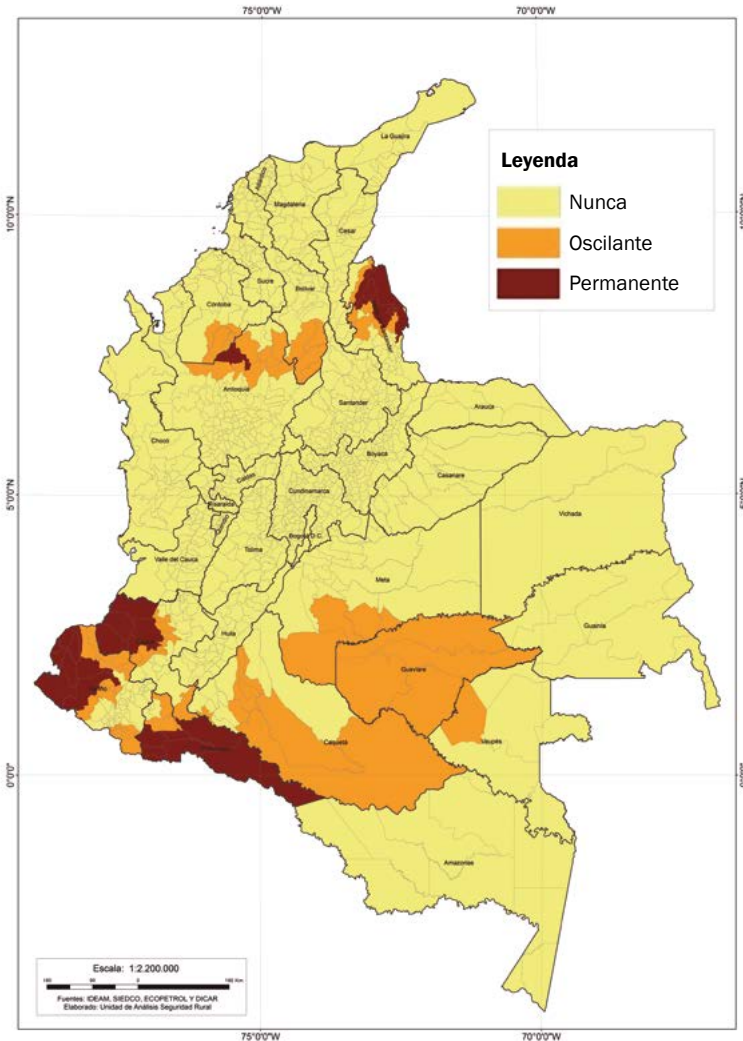 75°0'0"W
70°0'0"W
La Guajira
Leyenda
Nunca
Oscilante
Permanente
Atlántico
Magdalena
10°0'0"N
Cesar
Sucre
Bolívar
Córdoba
Antioquia
Santander
Arauca
Chocó
Boyacá
Casanare
Caldas
Cundinamarca
Risaralda
5°0'0"N
Vichada
Bogotá D.C.
Tolima
Valle del Cauca
Meta
Guainía
Huila
Guaviare
Caquetá
Vaupés
0°0'0"
Amazonas
Escala: 1:2.200.000
Fuentes: IDEAM, SIEDCO, ECOPETROL Y DICAR
Elaborado: Unidad de Análisis Seguridad Rural
75°0'0"W
70°0'0"W